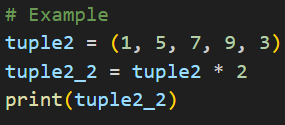 # Example
tuple2 = (1, 5, 7, 9, 3)
tuple2_2 = tuple2 * 2
print(tuple2_2)